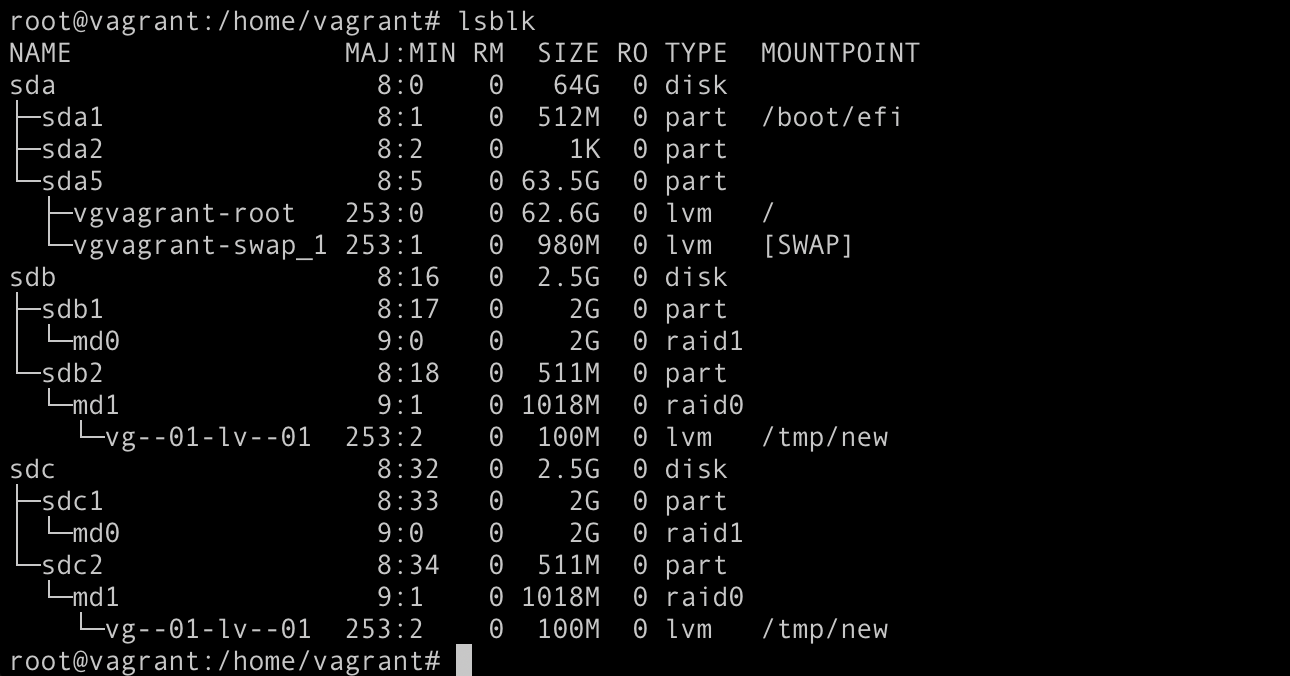 root@vagrant:/home/vagrant# lsblk
NAME                 MAJ:MIN RM  SIZE RO TYPE  MOUNTPOINT
sda                    8:0    0   64G  0 disk
├─sda1                 8:1    0  512M  0 part  /boot/efi
├─sda2                 8:2    0    1K  0 part
└─sda5                 8:5    0 63.5G  0 part
  ├─vgvagrant-root   253:0    0 62.6G  0 lvm   /
  └─vgvagrant-swap_1 253:1    0  980M  0 lvm   [SWAP]
sdb                    8:16   0  2.5G  0 disk
├─sdb1                 8:17   0    2G  0 part
│ └─md0                9:0    0    2G  0 raid1
└─sdb2                 8:18   0  511M  0 part
  └─md1                9:1    0 1018M  0 raid0
    └─vg--01-lv--01  253:2    0  100M  0 lvm   /tmp/new
sdc                    8:32   0  2.5G  0 disk
├─sdc1                 8:33   0    2G  0 part
│ └─md0                9:0    0    2G  0 raid1
└─sdc2                 8:34   0  511M  0 part
  └─md1                9:1    0 1018M  0 raid0
    └─vg--01-lv--01  253:2    0  100M  0 lvm   /tmp/new
root@vagrant:/home/vagrant#